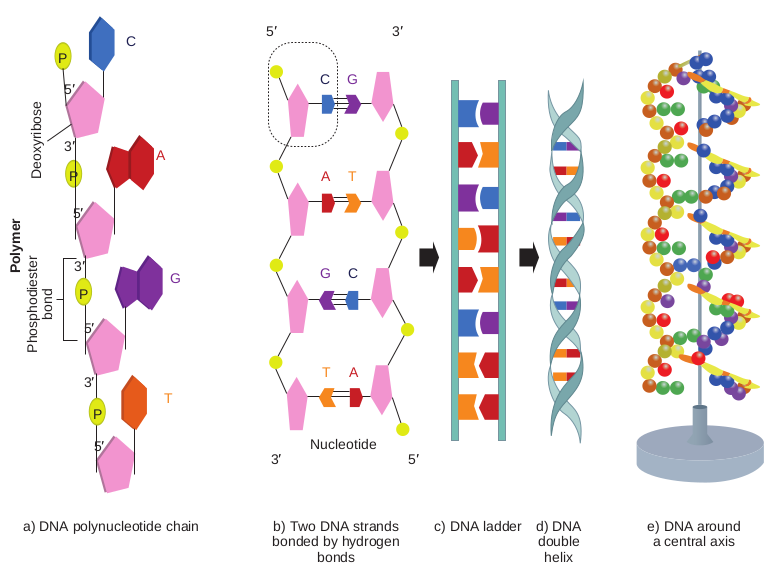 P
C
5′
Deoxyribose
3′
P
A
5′
Polymer
3′
Phosphodiester
bond
P
G
5′
3′
P
T
5′
a) DNA polynucleotide chain
5′
3′
C G
A T
G C
T A
Nucleotide
3′
5′
b) Two DNA strands
bonded by hydrogen
bonds
c) DNA ladder
d) DNA
double
helix
e) DNA around
a central axis